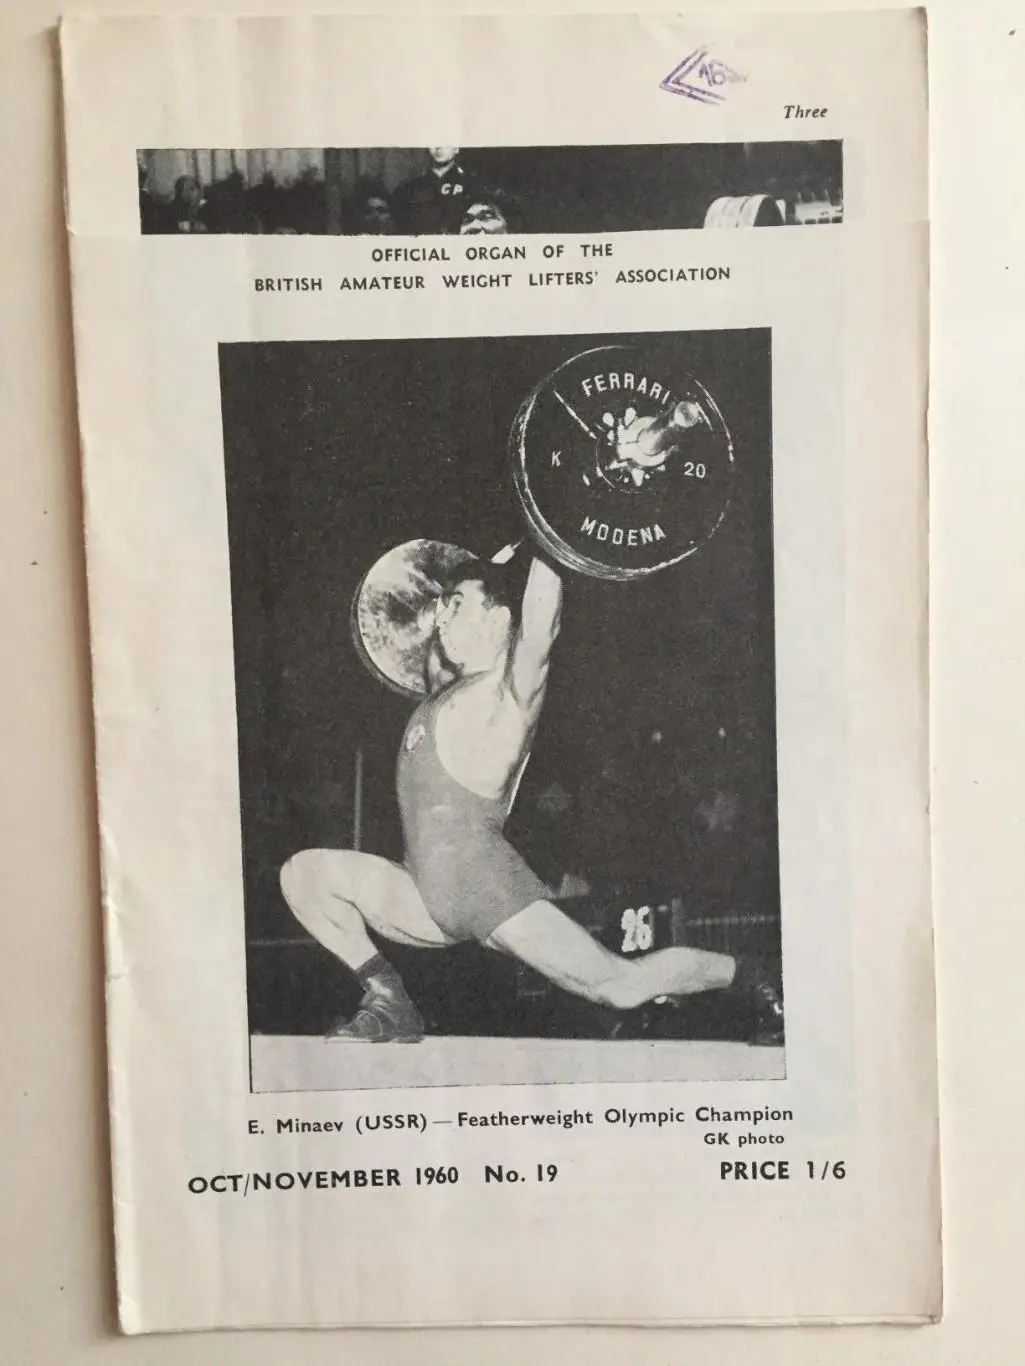 16
Three
CP
OFFICIAL ORGAN OF THE
BRITISH AMATEUR WEIGHT LIFTERS' ASSOCIATION
FERRARI
K 20
MODENA
26
E. Minaev (USSR) — Featherweight Olympic Champion
GK photo
OCT/NOVEMBER 1960 No. 19 PRICE 1/6